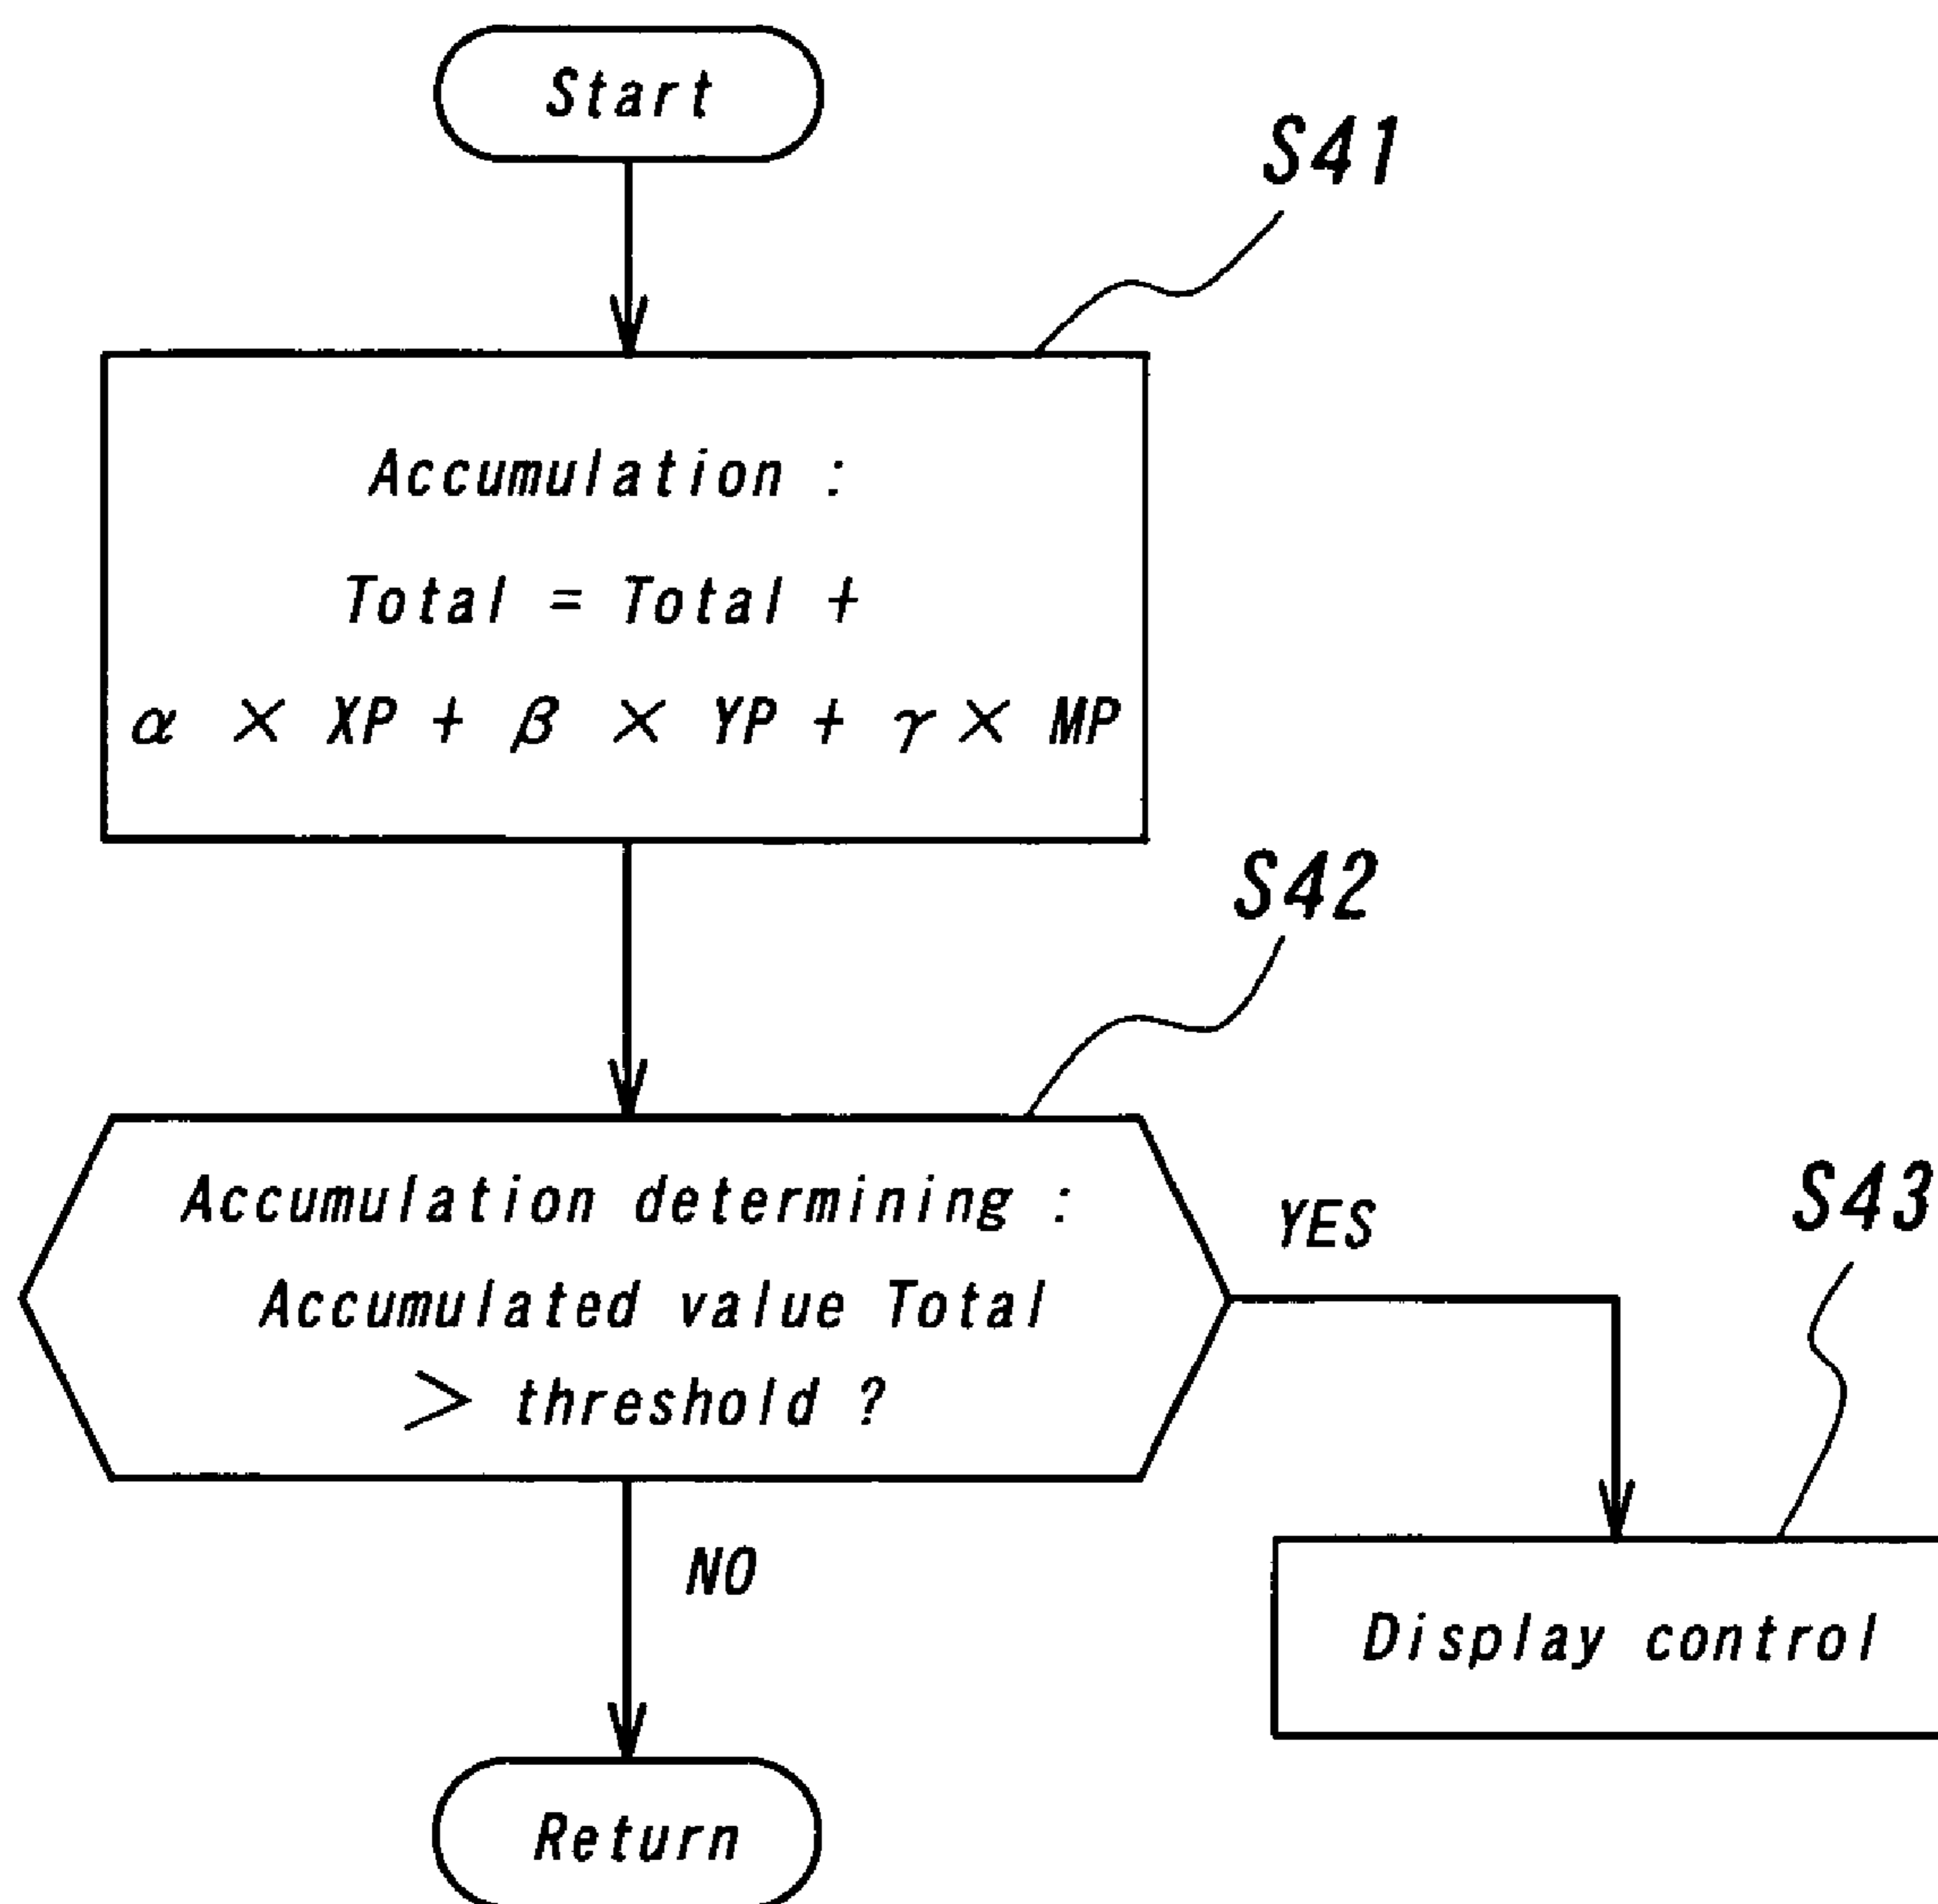 Start
S41
Accumulation :
Total = Total +
α × XP + β × YP + γ × MP
S42
Accumulation determining :
Accumulated value Total
> threshold ?
YES
S43
NO
Display control
Return